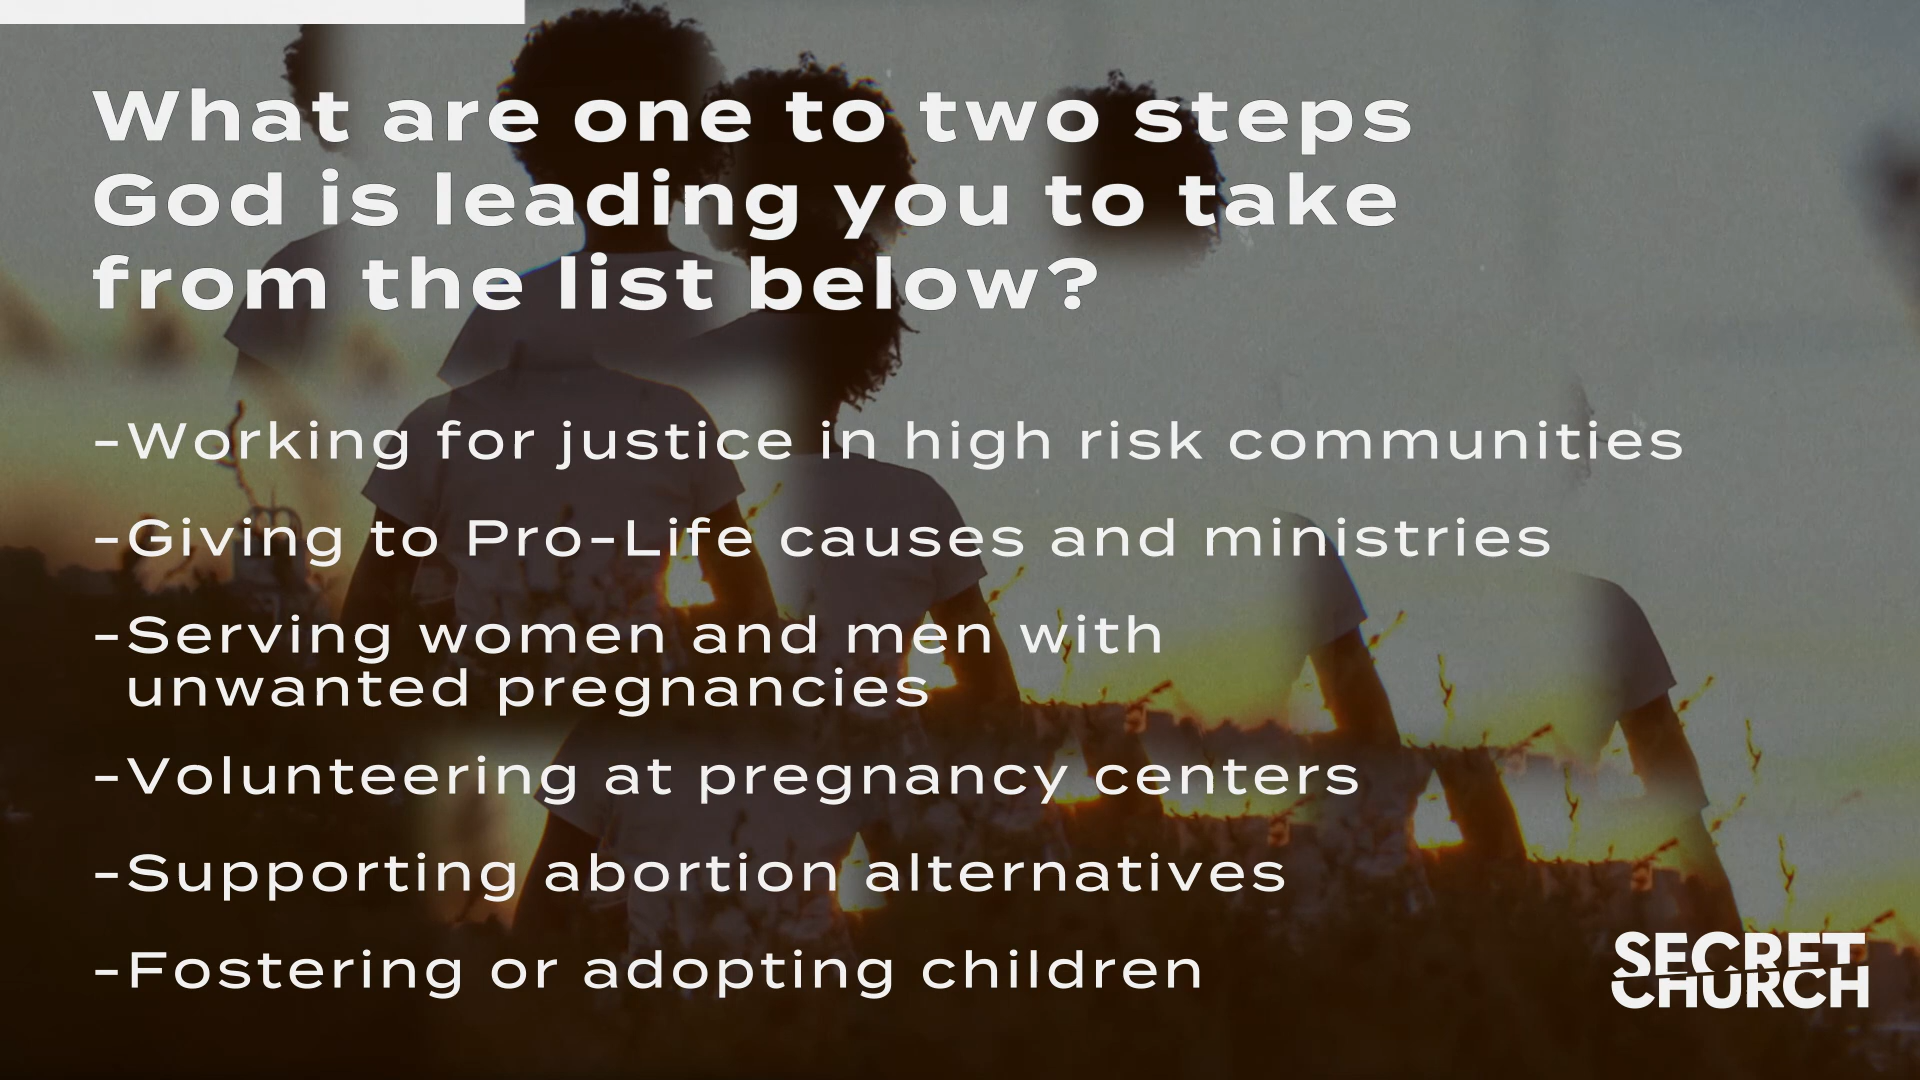 What are one to two steps
God is leading you to take
from the list below?
-Working for justice in high risk communities
-Giving to Pro-Life causes and ministries
-Serving women and men with
unwanted pregnancies
-Volunteering at pregnancy centers
-Supporting abortion alternatives
-Fostering or adopting children
SECRET
CHURCH